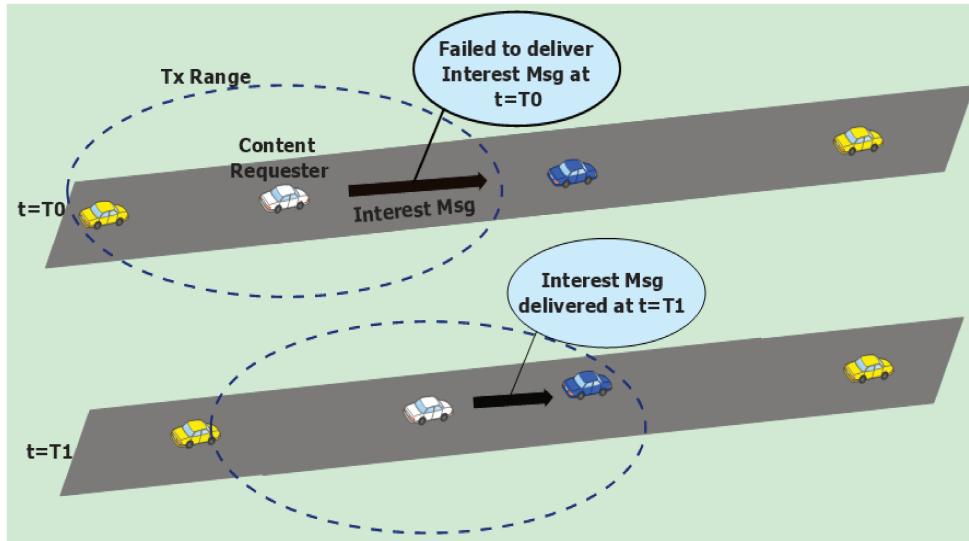 Failed to deliver
Interest Msg at
t=T0
Tx Range
Content
Requester
Interest Msg
t=T0
Interest Msg
delivered at t=T1
t=T1